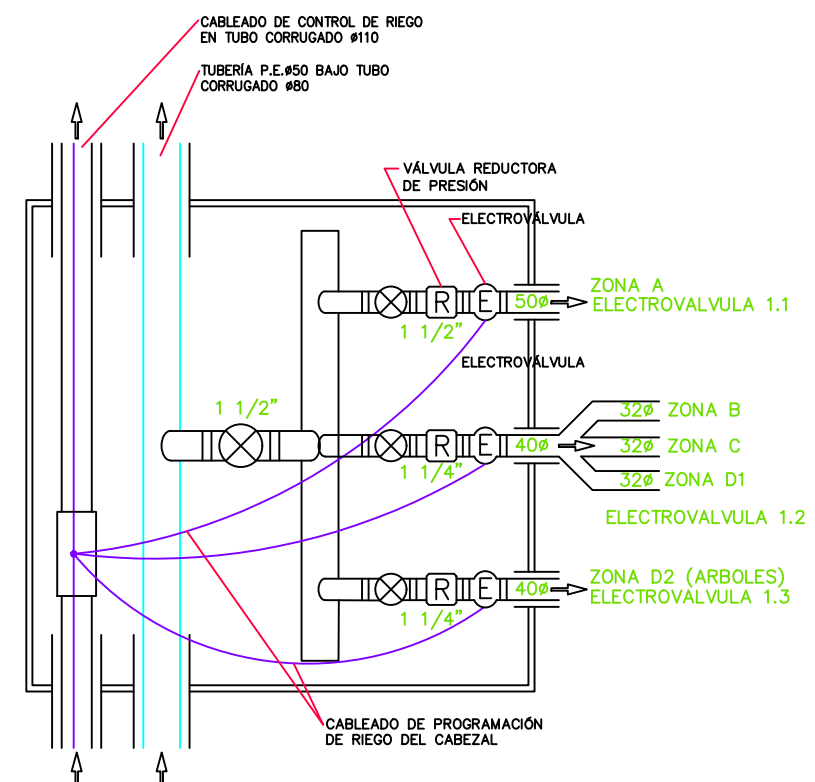 CABLEADO DE CONTROL DE RIEGO
EN TUBO CORRUGADO ø110
TUBERÍA P.E.ø50 BAJO TUBO
CORRUGADO ø80
VÁLVULA REDUCTORA
DE PRESIÓN
ELECTROVÁLVULA
R
E
50ø
ZONA A
ELECTROVALVULA 1.1
1 1/2”
ELECTROVÁLVULA
1 1/2”
R
E
40ø
1 1/4”
32ø ZONA B
32ø ZONA C
32ø ZONA D1
ELECTROVALVULA 1.2
R
E
40ø
ZONA D2 (ARBOLES)
ELECTROVALVULA 1.3
1 1/4”
CABLEADO DE PROGRAMACIÓN
DE RIEGO DEL CABEZAL